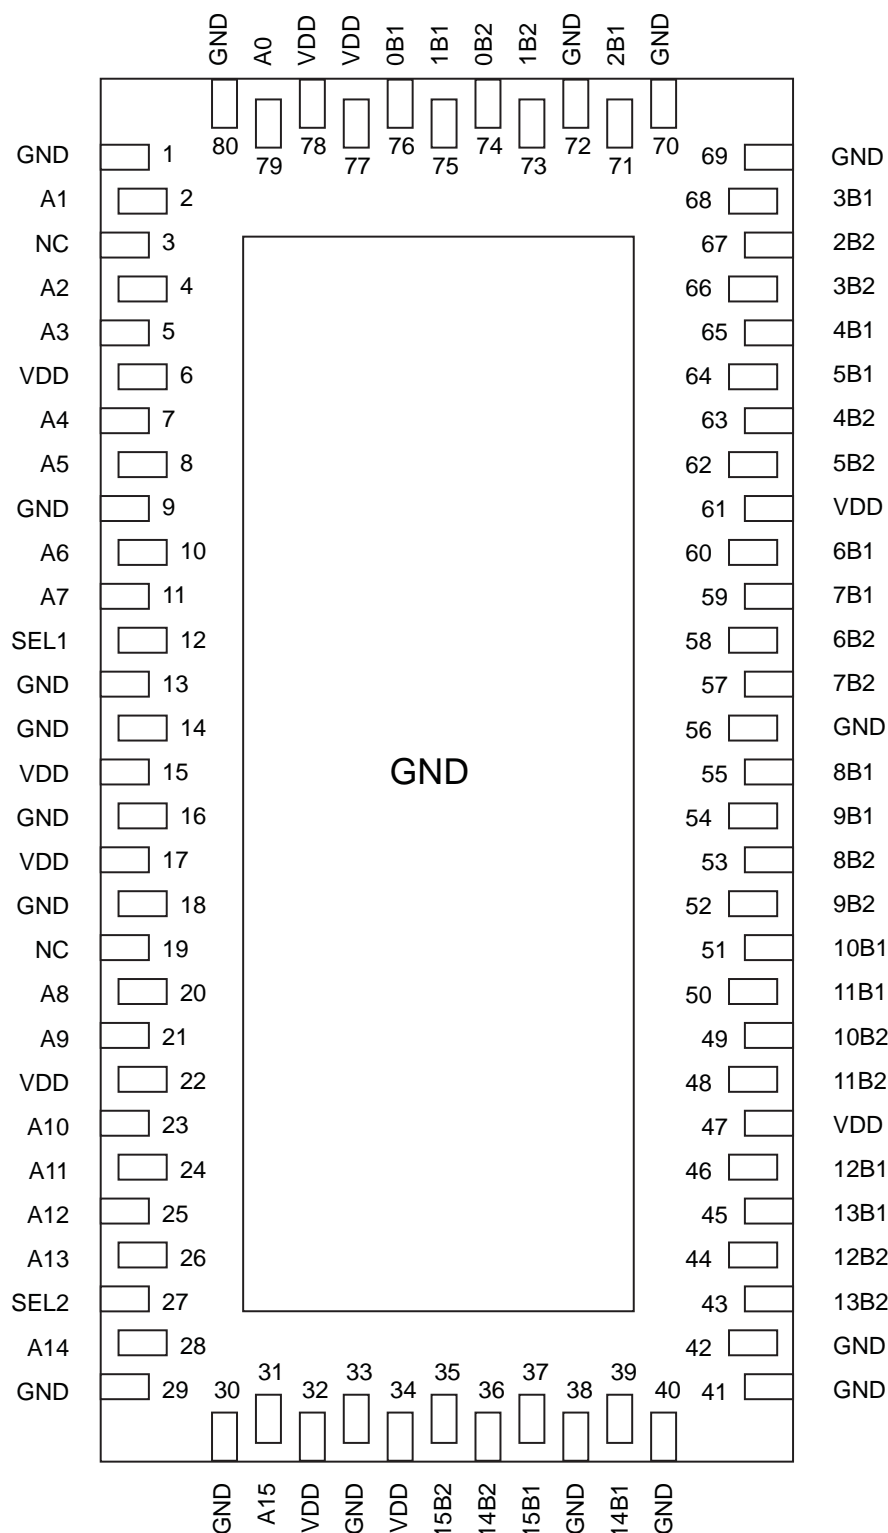 GND A0 VDD VDD 0B1 1B1 0B2 1B2 GND 2B1 GND
80 79 78 77 76 75 74 73 72 71 70
GND 1 69 GND
A1 2 68 3B1
NC 3 67 2B2
A2 4 66 3B2
A3 5 65 4B1
VDD 6 64 5B1
A4 7 63 4B2
A5 8 62 5B2
GND 9 61 VDD
A6 10 60 6B1
A7 11 59 7B1
SEL1 12 58 6B2
GND 13 57 7B2
GND 14 56 GND
VDD 15 GND 55 8B1
GND 16 54 9B1
VDD 17 53 8B2
GND 18 52 9B2
NC 19 51 10B1
A8 20 50 11B1
A9 21 49 10B2
VDD 22 48 11B2
A10 23 47 VDD
A11 24 46 12B1
A12 25 45 13B1
A13 26 44 12B2
SEL2 27 43 13B2
A14 28 42 GND
GND 29 41 GND
30 31 32 33 34 35 36 37 38 39 40
GND A15 VDD GND VDD 15B2 14B2 15B1 GND 14B1 GND